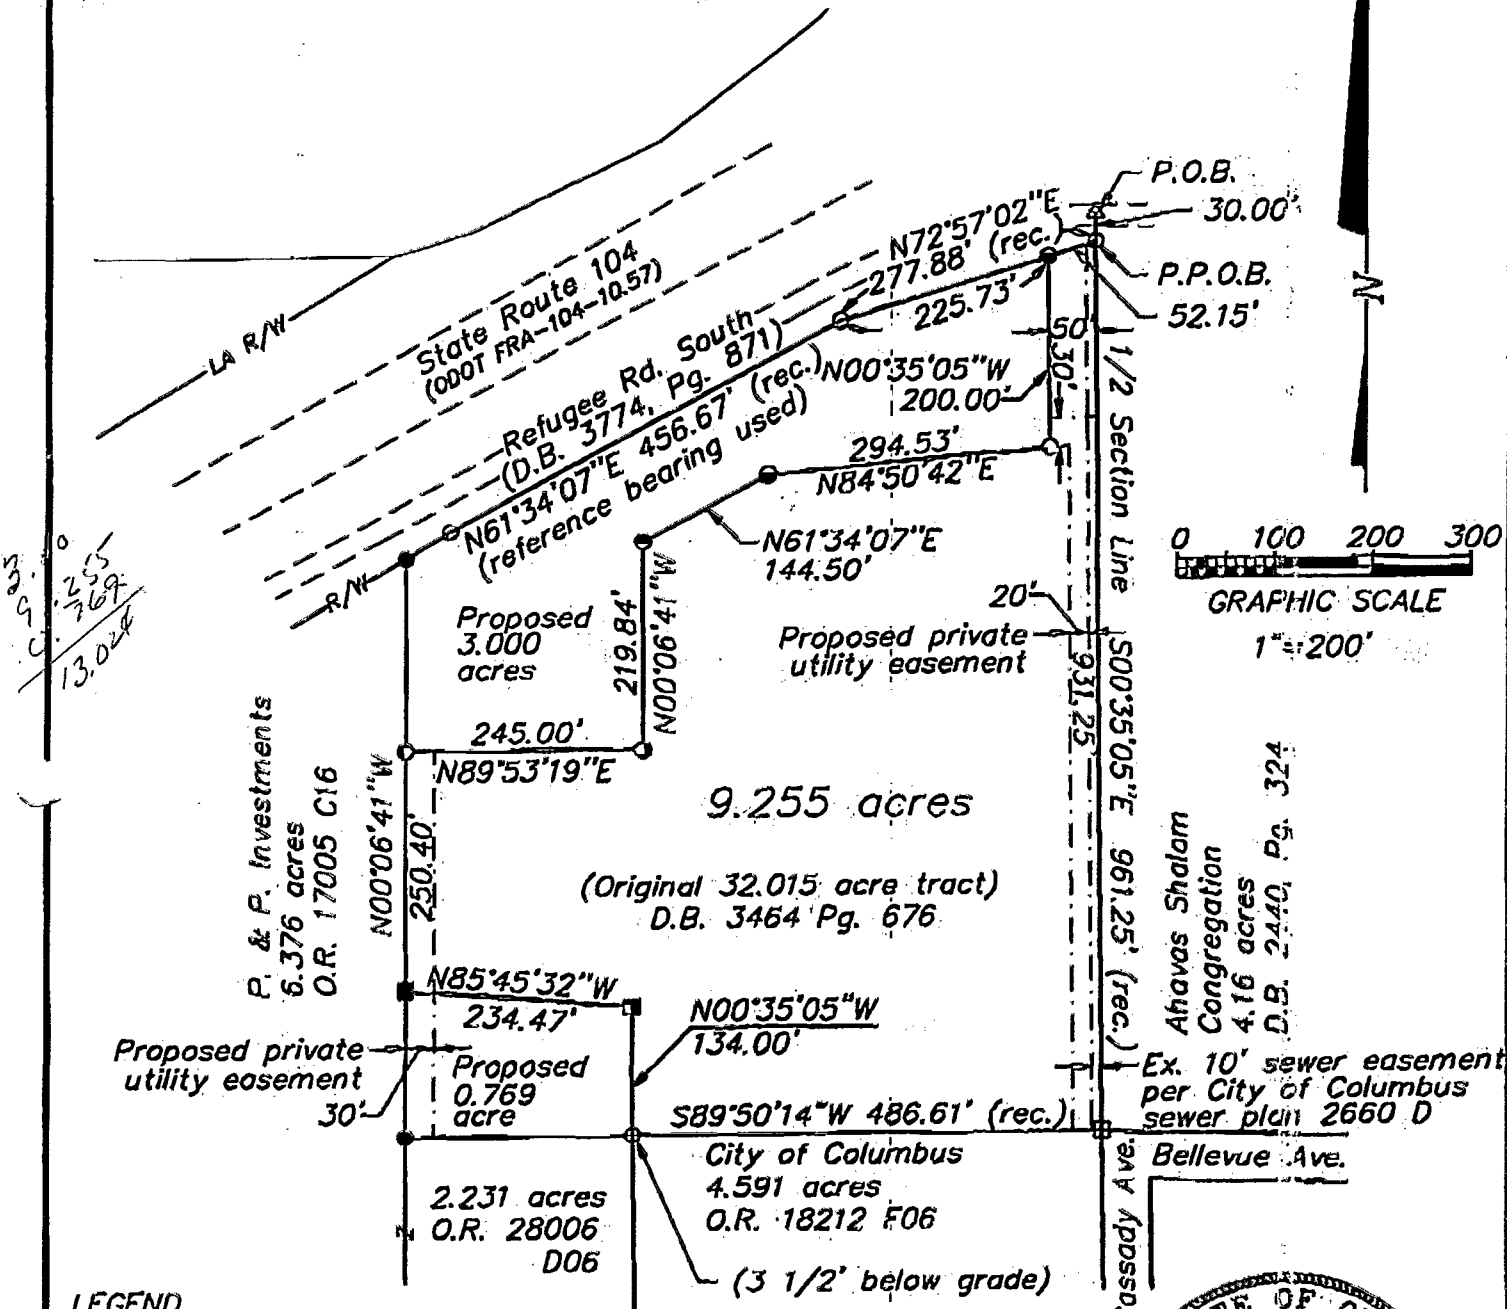 P.O.B.
30.00'
N72°57'02"E
277.88' (rec.)
225.73'
P.P.O.B.
52.15'
State Route 104
(ODOT FRA-104-10.57)
LA R/W
Refugee Rd. South
(D.B. 3774, Pg. 871)
N61°34'07"E 456.67' (rec.)
(reference bearing used)
R/W
50'
30'
N00°35'05"W
200.00'
294.53'
N84°50'42"E
N61°34'07"E
144.50'
N
0 100 200 300
GRAPHIC SCALE
1"=200'
1/2 Section Line S00°35'05"E 961.25' (rec.)
931.25'
20'
Proposed private
utility easement
Proposed
3.000
acres
219.84'
N00°06'41"W
245.00'
N89°53'19"E
.255
.769
13.024
P. & P. Investments
6.376 acres
O.R. 17005 C16
N00°06'41"W
250.40'
9.255 acres
(Original 32.015 acre tract)
D.B. 3464 Pg. 676
Ahavas Shalam
Congregation
4.16 acres
D.B. 2440, Pg. 324
N85°45'32"W
234.47'
N00°35'05"W
134.00'
Proposed private
utility easement
30'
Proposed
0.769
acre
S89°50'14"W 486.61' (rec.)
Ex. 10' sewer easement
per City of Columbus
sewer plan 2660 D
Bellevue Ave.
City of Columbus
4.591 acres
O.R. 18212 F06
2.231 acres
O.R. 28006
D06
(3 1/2' below grade)
Ave.
LEGEND
OF